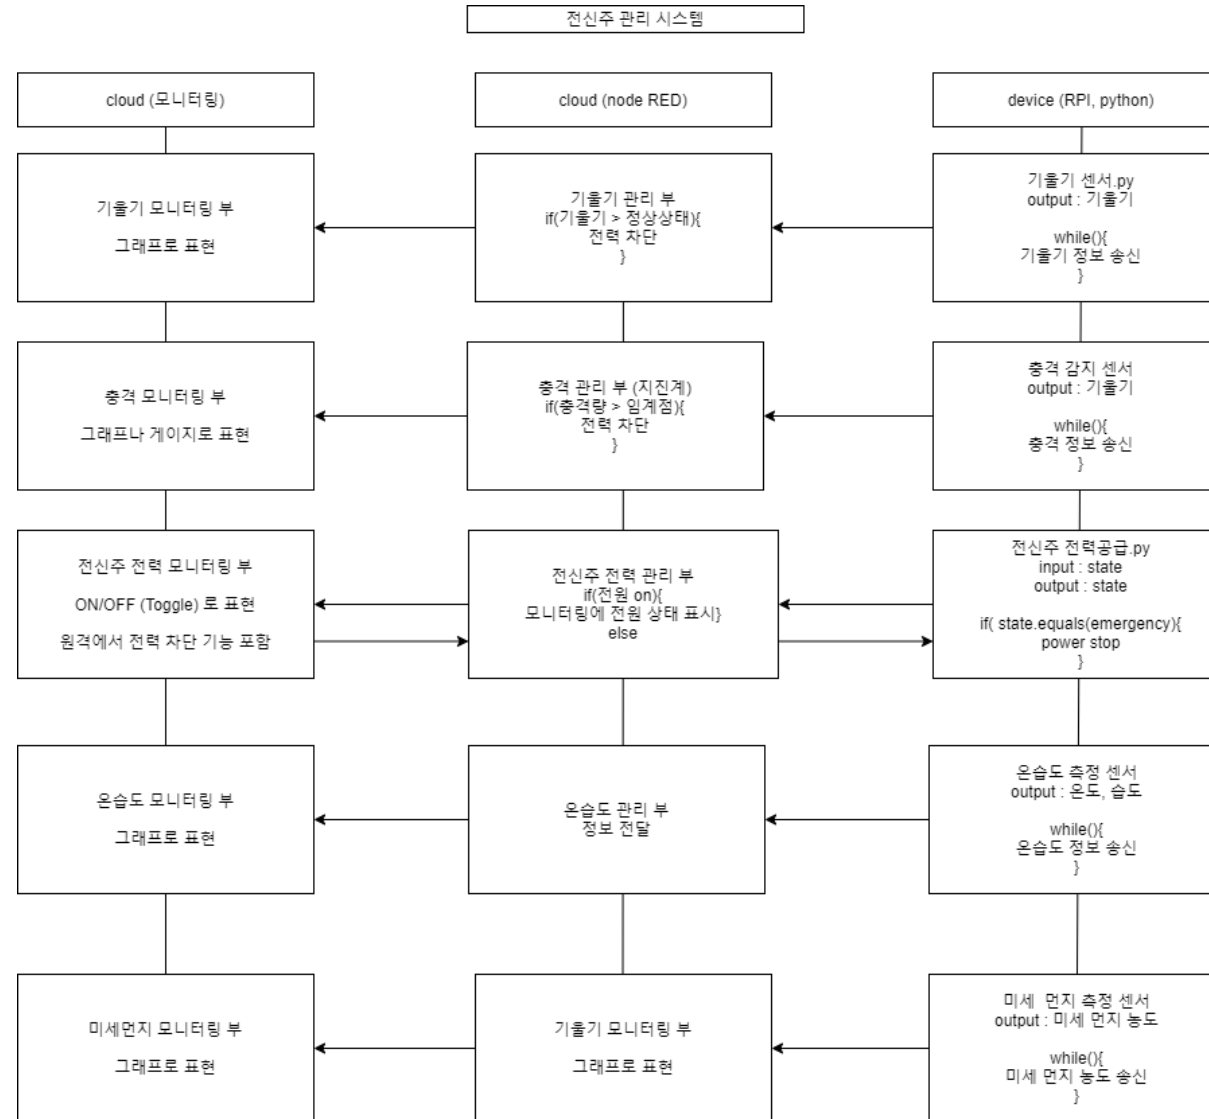 전신주 관리 시스템
cloud (모니터링)
cloud (node RED)
device (RPI, python)
기울기 모니터링 부
그래프로 표현
기울기 관리 부
if(기울기 > 정상상태){
전력 차단
}
기울기 센서.py
output : 기울기
while(){
기울기 정보 송신
}
충격 모니터링 부
그래프나 게이지로 표현
충격 관리 부 (지진계)
if(충격량 > 임계점){
전력 차단
}
충격 감지 센서
output : 기울기
while(){
충격 정보 송신
}
전신주 전력 모니터링 부
ON/OFF (Toggle) 로 표현
원격에서 전력 차단 기능 포함
전신주 전력 관리 부
if(전원 on){
모니터링에 전원 상태 표시}
else
전신주 전력공급.py
input : state
output : state
if( state.equals(emergency){
power stop
}
온습도 모니터링 부
그래프로 표현
온습도 관리 부
정보 전달
온습도 측정 센서
output : 온도, 습도
while(){
온습도 정보 송신
}
미세먼지 모니터링 부
그래프로 표현
기울기 모니터링 부
그래프로 표현
미세 먼지 측정 센서
output : 미세 먼지 농도
while(){
미세 먼지 농도 송신
}